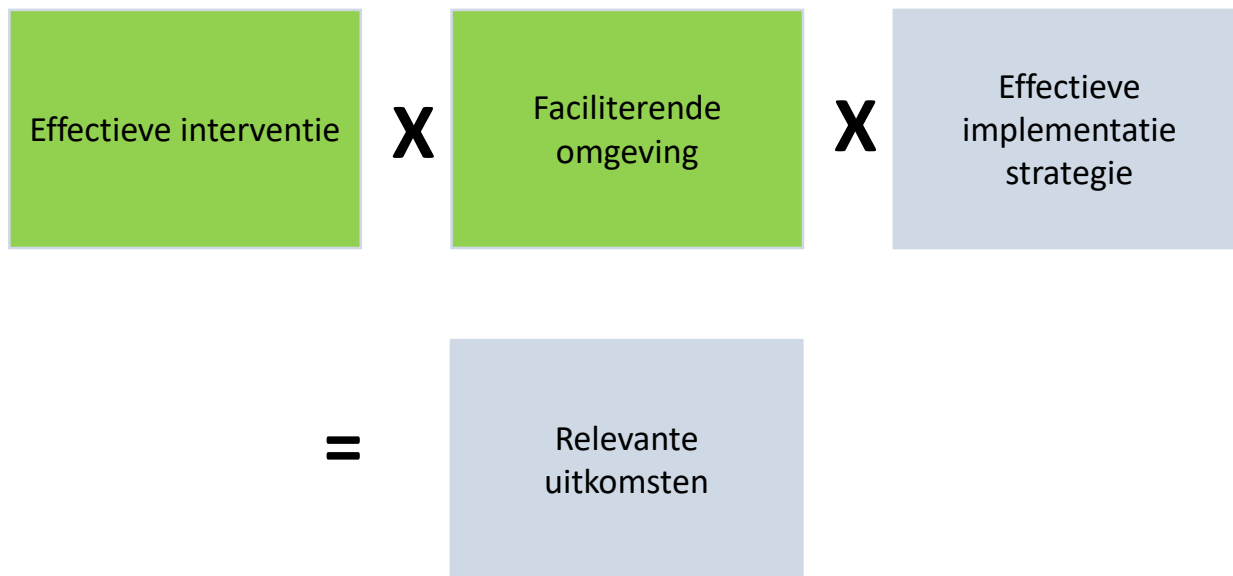 Effectieve interventie
X
Faciliterende
omgeving
X
Effectieve
implementatie
strategie
=
Relevante
uitkomsten